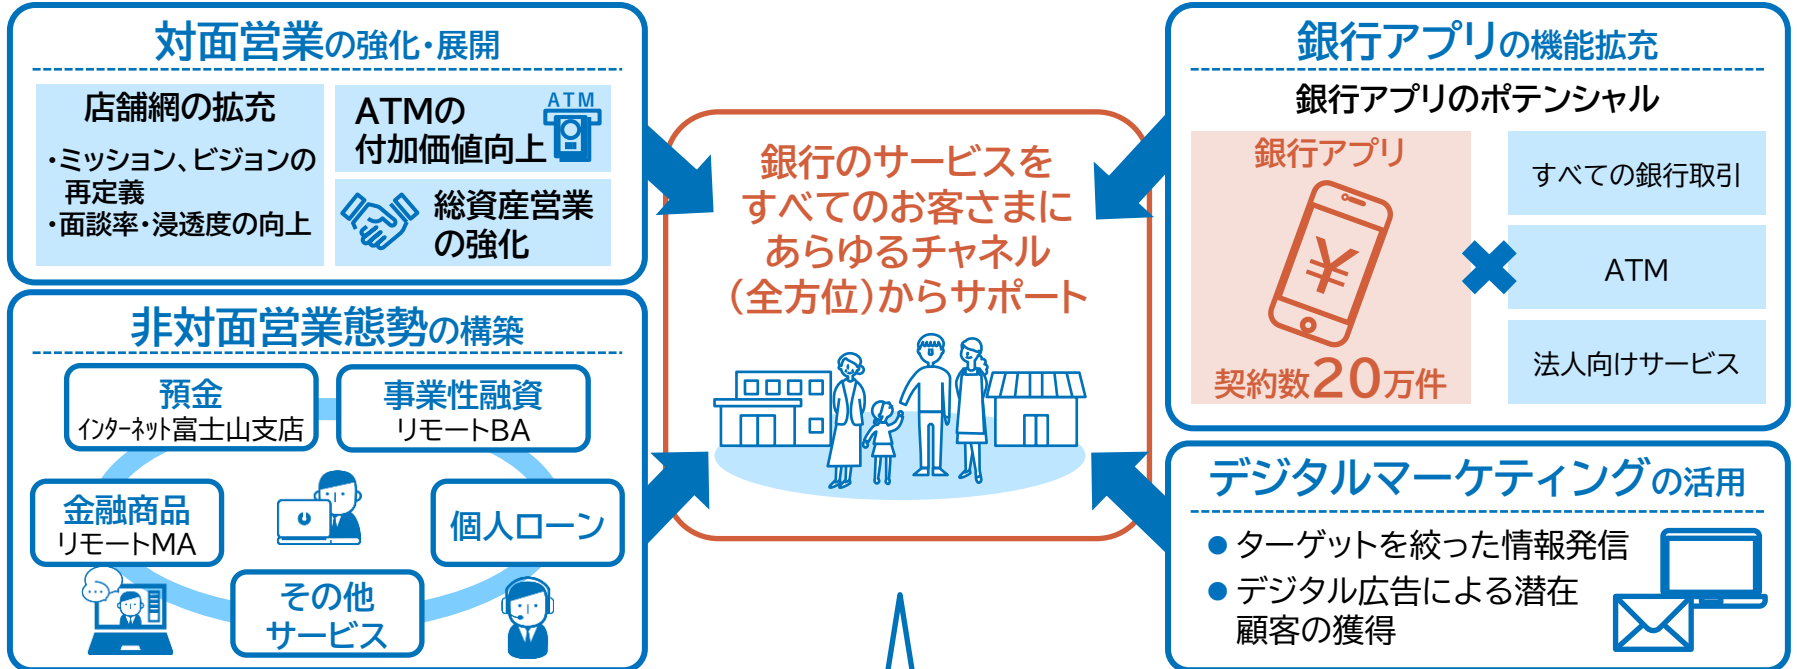 対面営業の強化・展開
店舗網の拡充
・ミッション、ビジョンの
再定義
・面談率・浸透度の向上
ATMの
付加価値向上
ATM
総資産営業
の強化
非対面営業態勢の構築
預金
インターネット富士山支店
事業性融資
リモートBA
金融商品
リモートMA
個人ローン
その他
サービス
銀行のサービスを
すべてのお客さまに
あらゆるチャネル
（全方位）からサポート
銀行アプリの機能拡充
銀行アプリのポテンシャル
銀行アプリ
¥
契約数20万件
すべての銀行取引
ATM
法人向けサービス
デジタルマーケティングの活用
● ターゲットを絞った情報発信
● デジタル広告による潜在
顧客の獲得